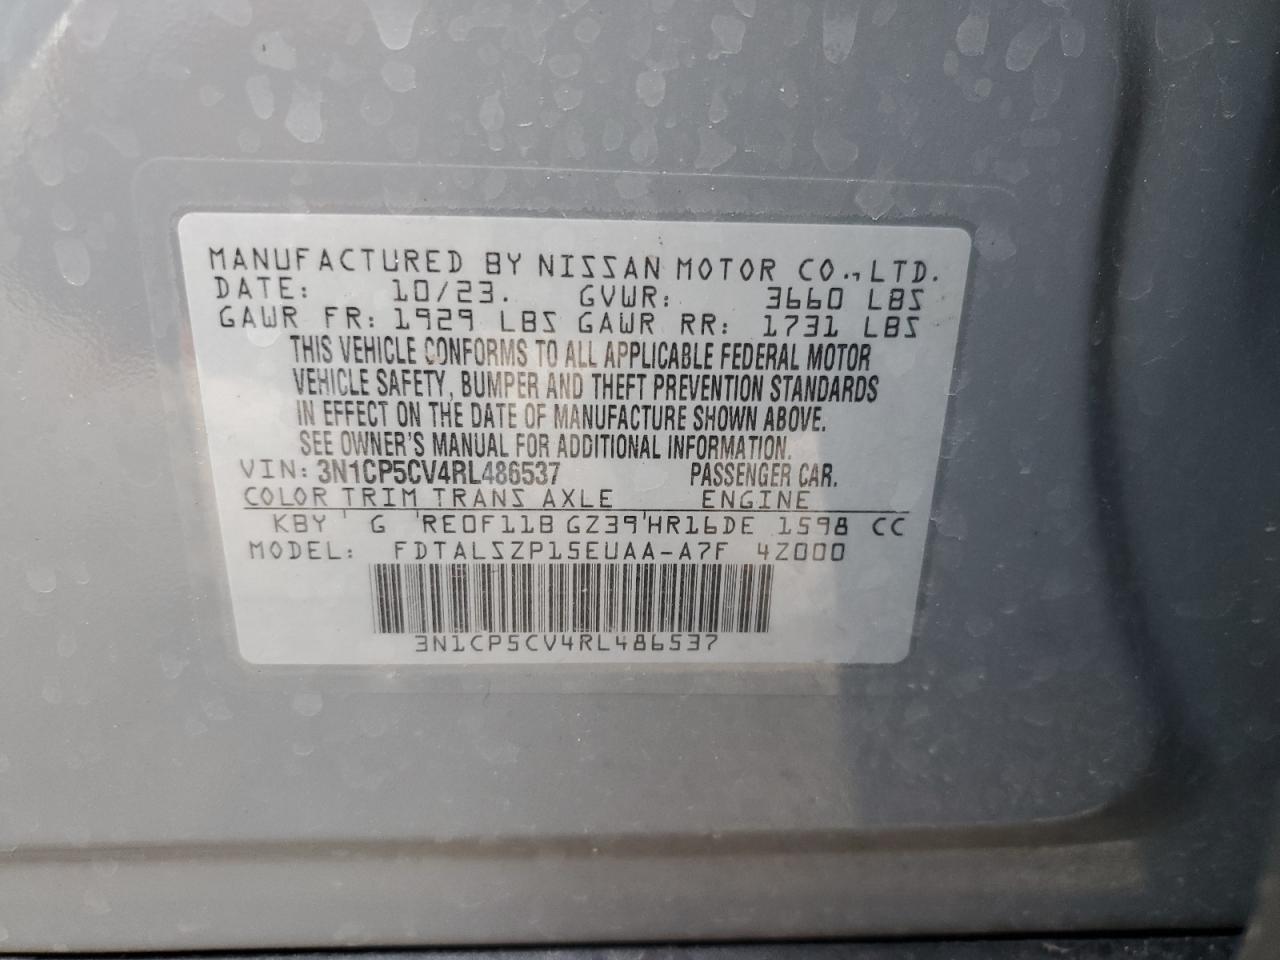 MANUFACTURED BY NISSAN MOTOR CO.,LTD.
DATE: 10/23. GVWR: 3660 LBS
GAWR FR: 1929 LBS GAWR RR: 1731 LBS
THIS VEHICLE CONFORMS TO ALL APPLICABLE FEDERAL MOTOR
VEHICLE SAFETY, BUMPER AND THEFT PREVENTION STANDARDS
IN EFFECT ON THE DATE OF MANUFACTURE SHOWN ABOVE.
SEE OWNER'S MANUAL FOR ADDITIONAL INFORMATION.
VIN: 3N1CP5CV4RL486537 PASSENGER CAR.
COLOR TRIM TRANS AXLE ENGINE
KBY ' G 'RE0F11B GZ39'HR16DE 1598 CC
MODEL: FDTALSZP15EUAA-A7F 4Z000
3N1CP5CV4RL486537